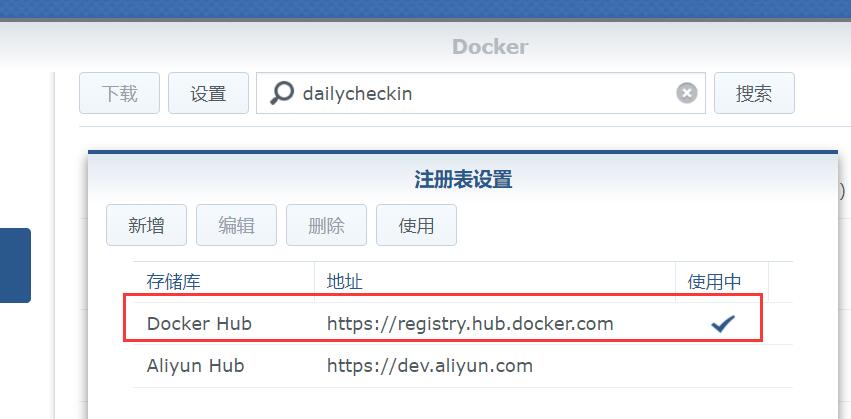 Docker
下载 设置 dailycheckin 搜索
注册表设置
)
新增 编辑 删除 使用
存储库 地址 使用中
Docker Hub https://registry.hub.docker.com
Aliyun Hub https://dev.aliyun.com